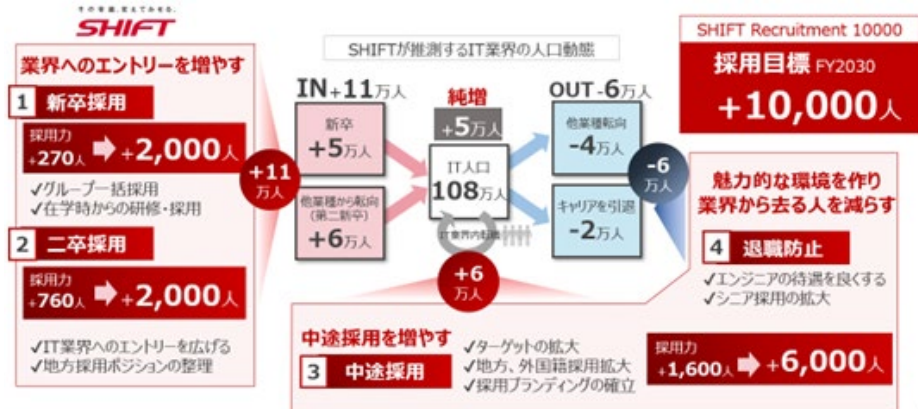 その常識、変えてみせる。
SHIFT
業界へのエントリーを増やす
1 新卒採用
採用力
+270人 +2,000人
✓グループ一括採用
✓在学時からの研修・採用
2 二卒採用
採用力
+760人 +2,000人
✓IT業界へのエントリーを広げる
✓地方採用ポジションの整理
+11
万人
SHIFTが推測するIT業界の人口動態
IN+11万人
新卒
+5万人
他業種から転向
(第二新卒)
+6万人
純増
+5万人
IT人口
108万人
IT業界内転職
+6
万人
OUT-6万人
他業種転向
-4万人
キャリアを引退
-2万人
-6
万人
SHIFT Recruitment 10000
採用目標 FY2030
+10,000人
魅力的な環境を作り
業界から去る人を減らす
4 退職防止
✓エンジニアの待遇を良くする
✓シニア採用の拡大
中途採用を増やす
3 中途採用
✓ターゲットの拡大
✓地方、外国籍採用拡大
✓採用ブランディングの確立
採用力
+1,600人 +6,000人